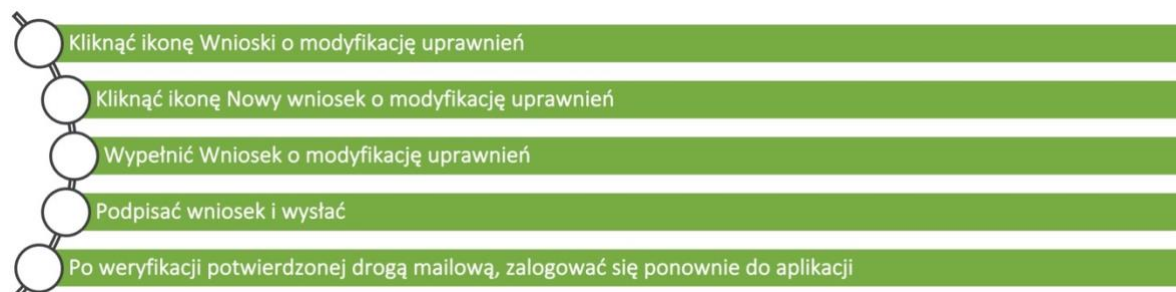 Kliknąć ikonę Wnioski o modyfikację uprawnień
Kliknąć ikonę Nowy wniosek o modyfikację uprawnień
Wypełnić Wniosek o modyfikację uprawnień
Podpisać wniosek i wysłać
Po weryfikacji potwierdzonej drogą mailową, zalogować się ponownie do aplikacji